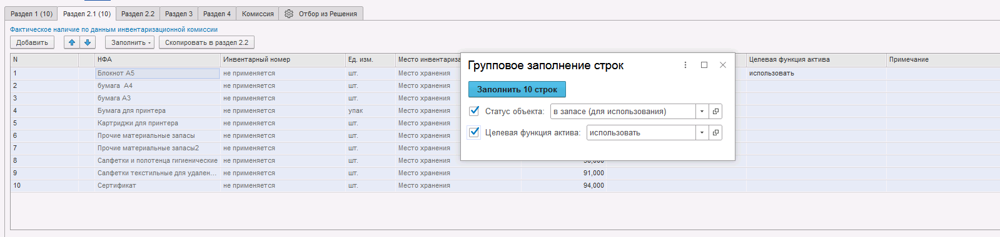 Раздел 1 (10) Раздел 2.1 (10) Раздел 2.2 Раздел 3 Раздел 4 Комиссия Отбор из Решения
Фактическое наличие по данным инвентаризационной комиссии
Добавить Заполнить Скопировать в раздел 2.2
N НФА Инвентарный номер Ед. изм. Место инвентариза Целевая функция актива Примечание
1 Блокнот А5 не применяется шт. Место хранения использовать
2 бумага А4 не применяется шт. Место хранения
3 бумага А3 не применяется шт. Место хранения
4 Бумага для принтера не применяется упак Место хранения
5 Картриджи для принтера не применяется шт. Место хранения
6 Прочие материальные запасы не применяется шт. Место хранения
7 Прочие материальные запасы2 не применяется шт. Место хранения
8 Салфетки и полотенца гигиенические не применяется шт. Место хранения
9 Салфетки текстильные для удален... не применяется шт. Место хранения 91,000
10 Сертификат не применяется шт. Место хранения 94,000
Групповое заполнение строк
Заполнить 10 строк
Статус объекта: в запасе (для использования)
Целевая функция актива: использовать